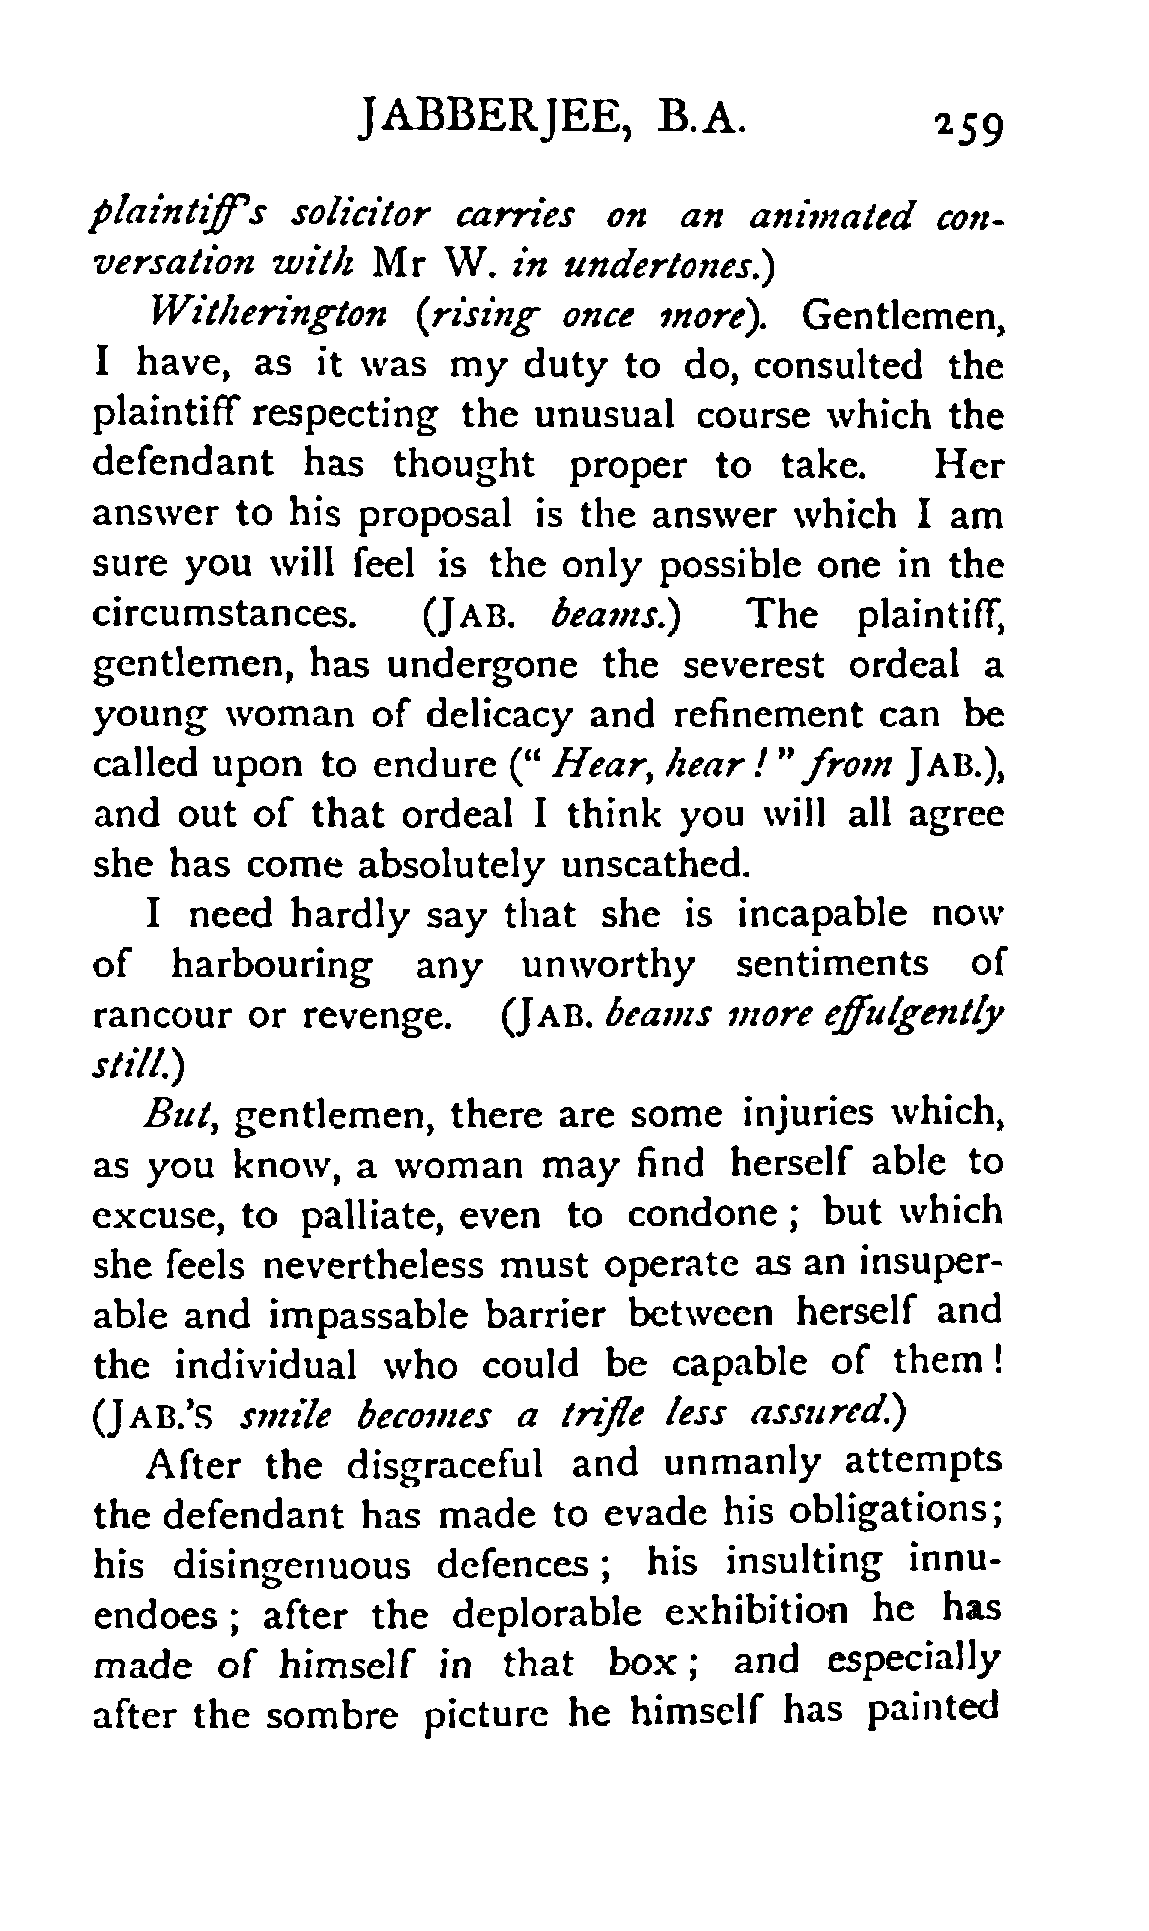 JABBERJEE, B.A. 259
plaintiff's solicitor carries on an animated con-
versation with Mr W. in undertones.)
Witherington (rising once more). Gentlemen,
I have, as it was my duty to do, consulted the
plaintiff respecting the unusual course which the
defendant has thought proper to take. Her
answer to his proposal is the answer which I am
sure you will feel is the only possible one in the
circumstances. (JAB. beams.) The plaintiff,
gentlemen, has undergone the severest ordeal a
young woman of delicacy and refinement can be
called upon to endure (" Hear, hear ! " from JAB.),
and out of that ordeal I think you will all agree
she has come absolutely unscathed.
I need hardly say that she is incapable now
of harbouring any unworthy sentiments of
rancour or revenge. (JAB. beams more effulgently
still.)
But, gentlemen, there are some injuries which,
as you know, a woman may find herself able to
excuse, to palliate, even to condone ; but which
she feels nevertheless must operate as an insuper-
able and impassable barrier between herself and
the individual who could be capable of them !
(JAB.'S smile becomes a trifle less assured.)
After the disgraceful and unmanly attempts
the defendant has made to evade his obligations;
his disingenuous defences ; his insulting innu-
endoes ; after the deplorable exhibition he has
made of himself in that box ; and especially
after the sombre picture he himself has painted